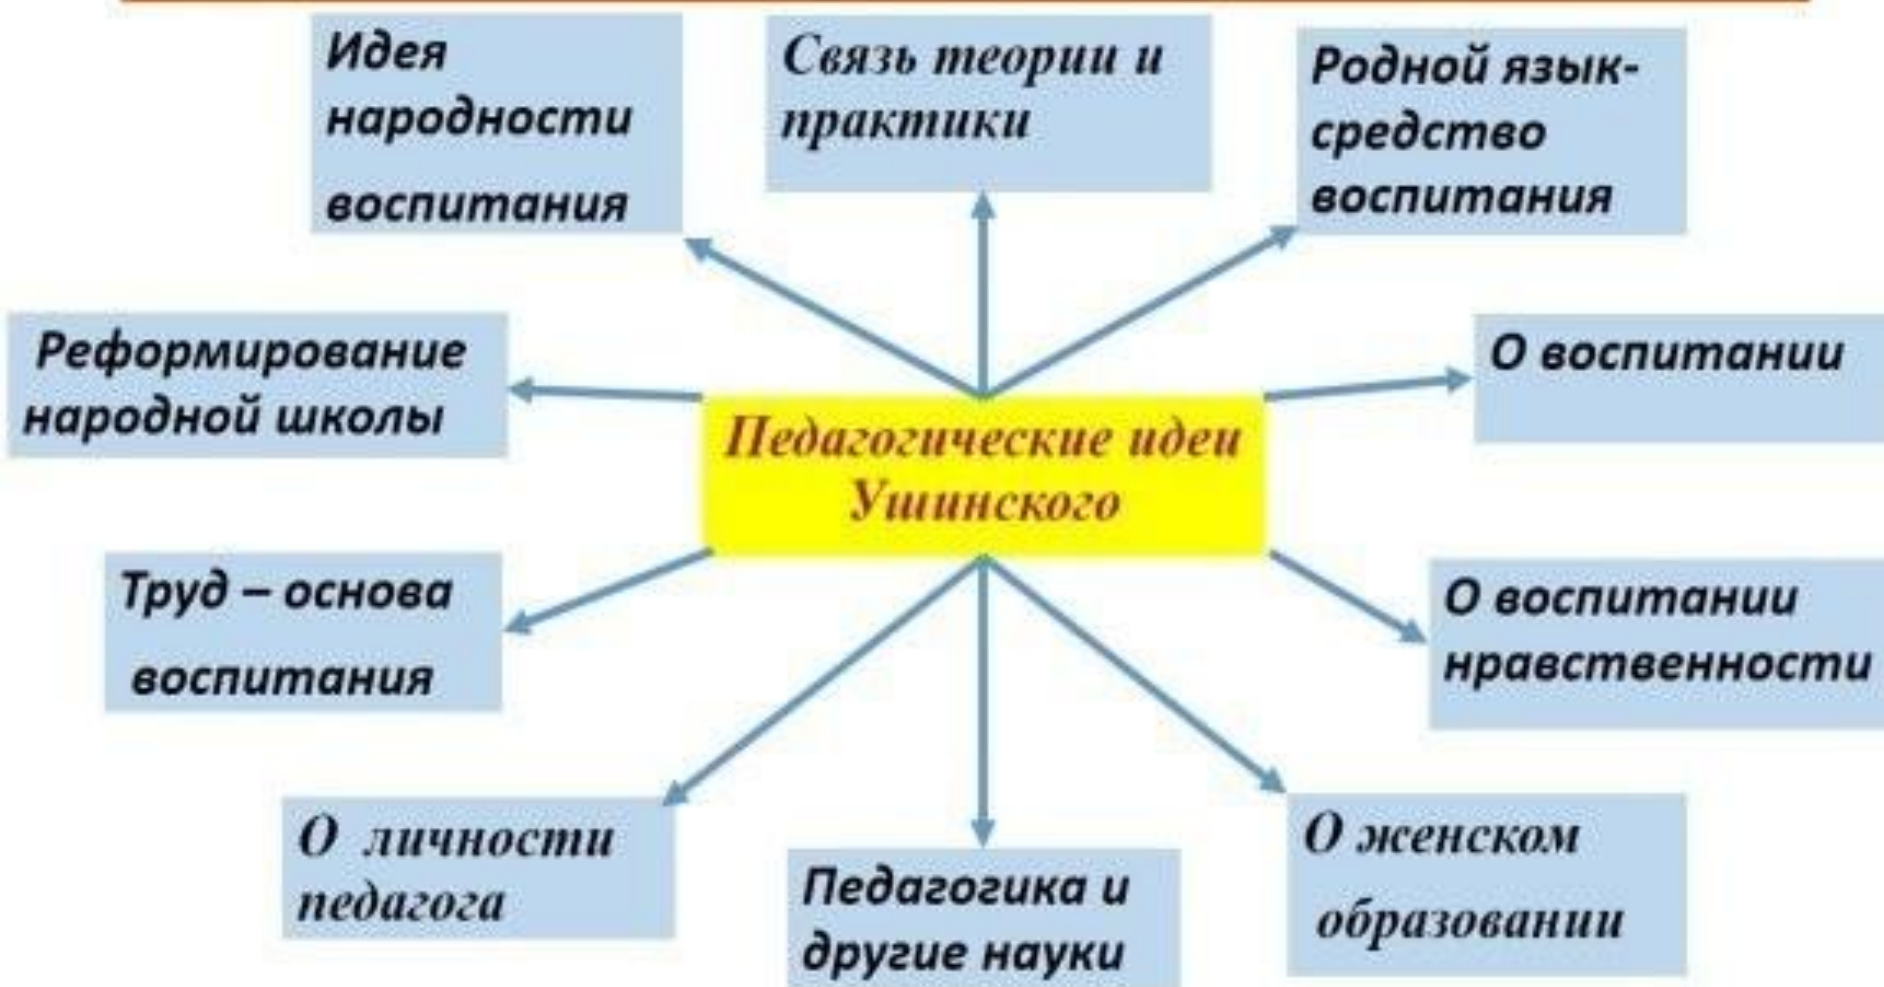 Идея
народности
воспитания
Связь теории и
практики
Родной язык-
средство
воспитания
Реформирование
народной школы
О воспитании
Педагогические идеи
Ушинского
Труд – основа
воспитания
О воспитании
нравственности
О личности
педагога
Педагогика и
другие науки
О женском
образовании